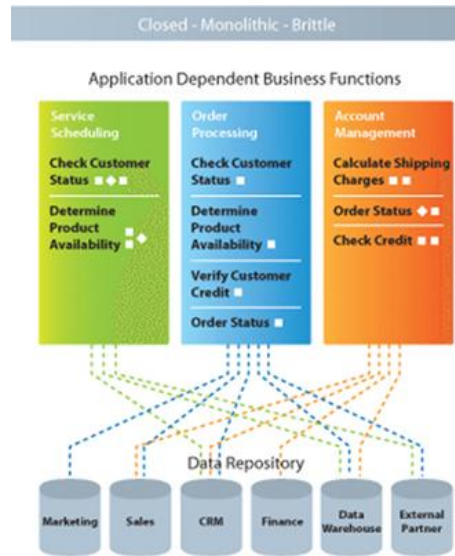 Closed - Monolithic - Brittle
Application Dependent Business Functions
Service
Scheduling
Check Customer
Status
Determine
Product
Availability
Order
Processing
Check Customer
Status
Determine
Product
Availability
Verify Customer
Credit
Order Status
Account
Management
Calculate Shipping
Charges
Order Status
Check Credit
Data Repository
Marketing
Sales
CRM
Finance
Data
Warehouse
External
Partner